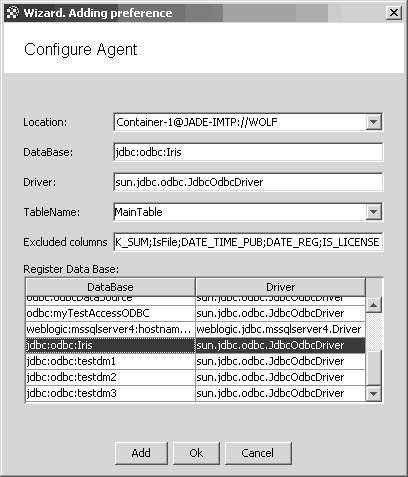 Wizard. Adding preference
Configure Agent
Location: Container-1@JADE-IMTP://WOLF
DataBase: jdbc:odbc:Iris
Driver: sun.jdbc.odbc.JdbcOdbcDriver
TableName: MainTable
Excluded columns K_SUM;IsFile;DATE_TIME_PUB;DATE_REG;IS_LICENSE
Register Data Base:
DataBase Driver
odbc:odbcDataSource sun.jdbc.odbc.JdbcOdbcDriver
odbc:myTestAccessODBC sun.jdbc.odbc.JdbcOdbcDriver
weblogic:mssqlserver4:hostnam... weblogic.jdbc.mssqlserver4.Driver
jdbc:odbc:Iris sun.jdbc.odbc.JdbcOdbcDriver
jdbc:odbc:testdm1 sun.jdbc.odbc.JdbcOdbcDriver
jdbc:odbc:testdm2 sun.jdbc.odbc.JdbcOdbcDriver
jdbc:odbc:testdm3 sun.jdbc.odbc.JdbcOdbcDriver
Add Ok Cancel